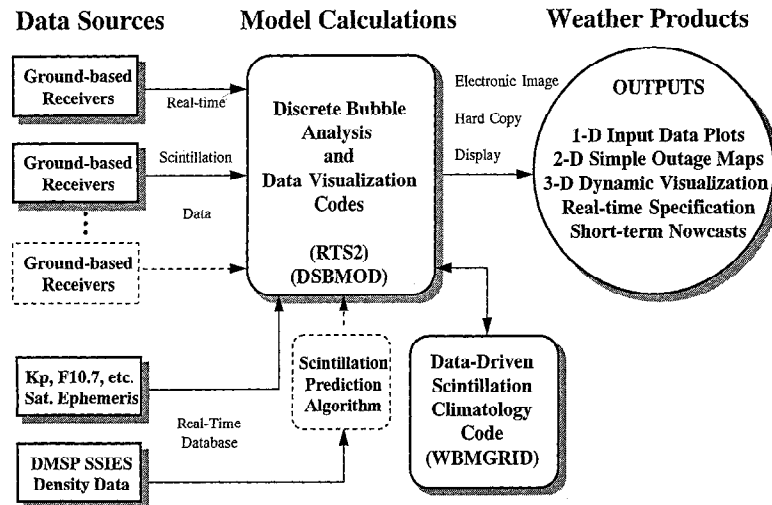 Data Sources
Model Calculations
Weather Products
Ground-based
Receivers
Real-time
Ground-based
Receivers
Scintillation
Data
Ground-based
Receivers
Kp, F10.7, etc.
Sat. Ephemeris
Real-Time
Database
DMSP SSIES
Density Data
Discrete Bubble
Analysis
and
Data Visualization
Codes
(RTS2)
(DSBMOD)
Scintillation
Prediction
Algorithm
Data-Driven
Scintillation
Climatology
Code
(WBMGRID)
Electronic Image
Hard Copy
Display
OUTPUTS
1-D Input Data Plots
2-D Simple Outage Maps
3-D Dynamic Visualization
Real-time Specification
Short-term Nowcasts